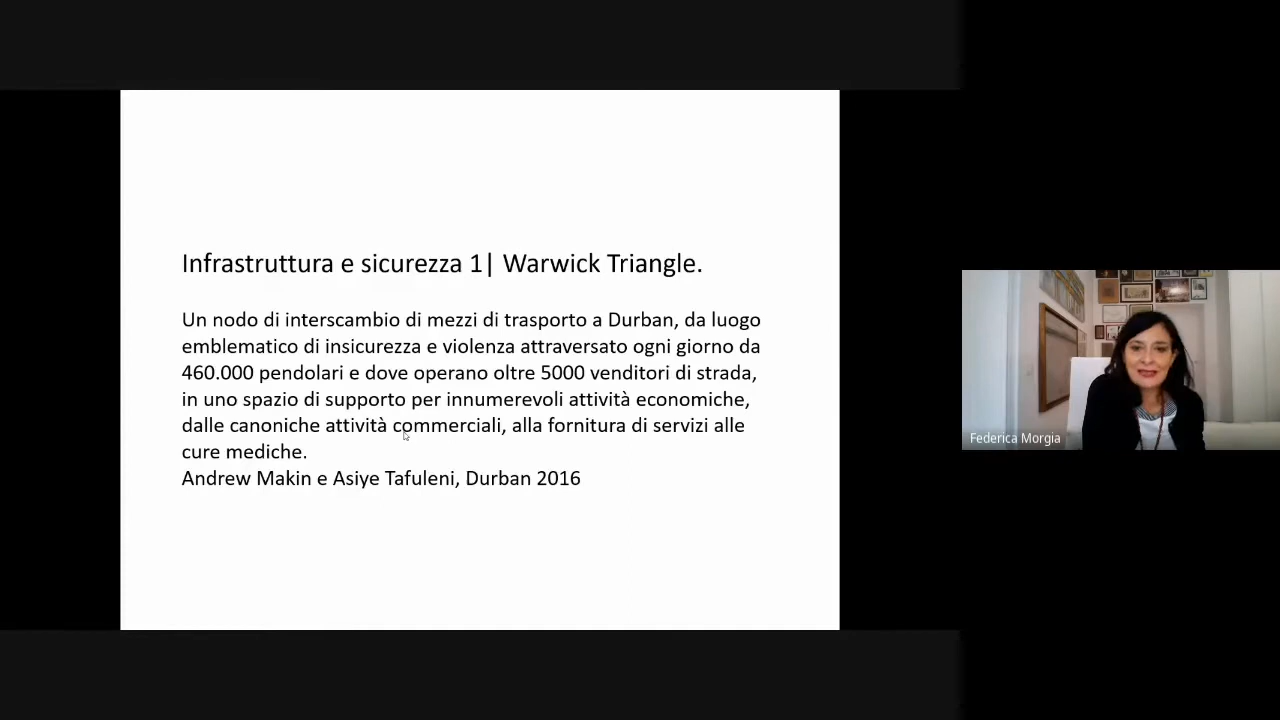 Infrastruttura e sicurezza 1| Warwick Triangle.
Un nodo di interscambio di mezzi di trasporto a Durban, da luogo
emblematico di insicurezza e violenza attraversato ogni giorno da
460.000 pendolari e dove operano oltre 5000 venditori di strada,
in uno spazio di supporto per innumerevoli attività economiche,
dalle canoniche attività commerciali, alla fornitura di servizi alle
cure mediche.
Andrew Makin e Asiye Tafuleni, Durban 2016
Federica Morgia